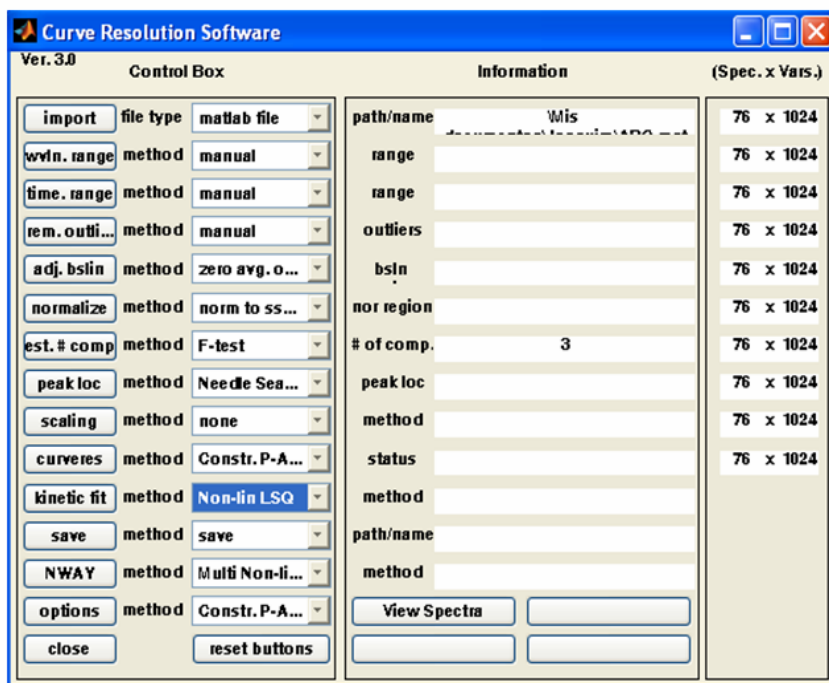 Curve Resolution Software
Ver. 3.0
Control Box Information (Spec. x Vars.)
import file type matlab file path/name \Mis 76 x 1024
wvln. range method manual range 76 x 1024
time. range method manual range 76 x 1024
rem. outli... method manual outliers 76 x 1024
adj. bslin method zero avg. o... bsln 76 x 1024
normalize method norm to ss... nor region 76 x 1024
est. # comp method F-test # of comp. 3 76 x 1024
peak loc method Needle Sea... peak loc 76 x 1024
scaling method none method 76 x 1024
curveres method Constr. P-A... status 76 x 1024
kinetic fit method Non-lin LSQ method
save method save path/name
NWAY method Multi Non-li... method
options method Constr. P-A... View Spectra
close reset buttons